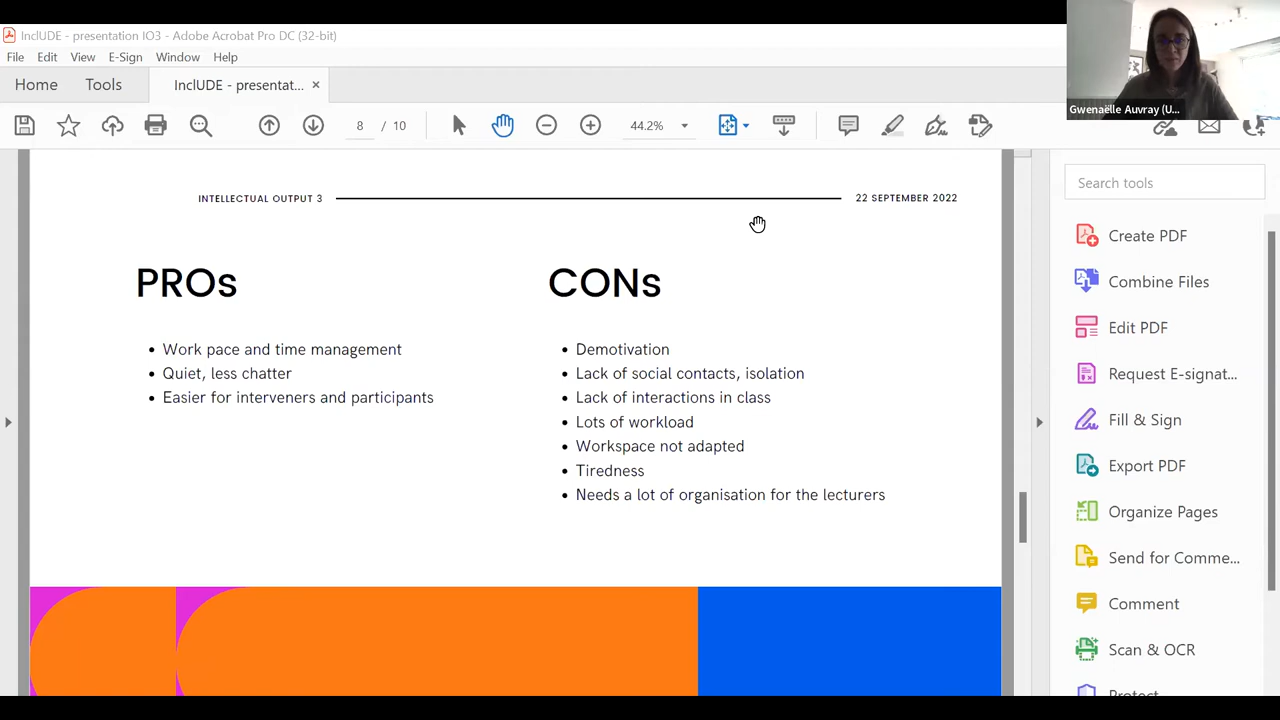 InclUDE - presentation IO3 - Adobe Acrobat Pro DC (32-bit)
File Edit View E-Sign Window Help
Home Tools InclUDE - presentat... ×
8 / 10 44.2%
Gwenaëlle Auvray (U...
INTELLECTUAL OUTPUT 3 22 SEPTEMBER 2022
PROs
• Work pace and time management
• Quiet, less chatter
• Easier for interveners and participants
CONs
• Demotivation
• Lack of social contacts, isolation
• Lack of interactions in class
• Lots of workload
• Workspace not adapted
• Tiredness
• Needs a lot of organisation for the lecturers
Search tools
Create PDF
Combine Files
Edit PDF
Request E-signat...
Fill & Sign
Export PDF
Organize Pages
Send for Comme...
Comment
Scan & OCR
Protect